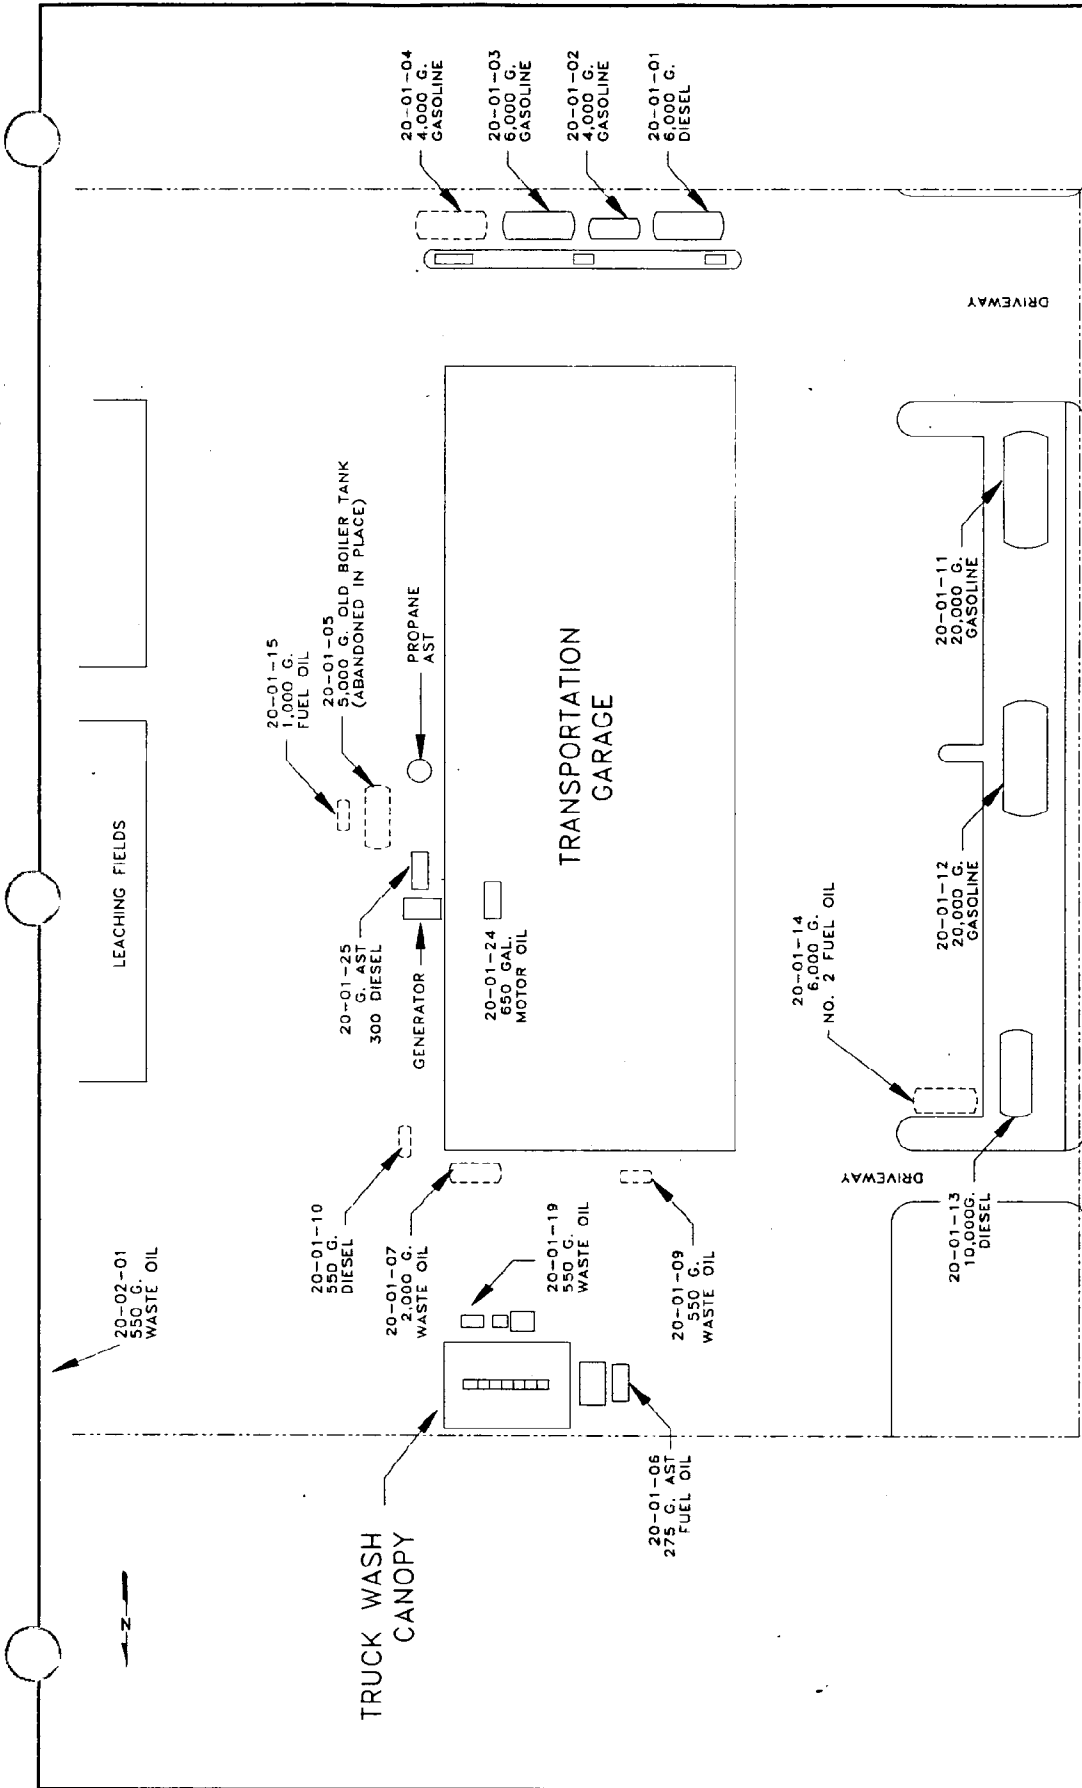 20-02-01
550 G.
WASTE OIL
LEACHING FIELDS
20-01-15
1,000 G.
FUEL OIL
20-01-05
5,000 G. OLD BOILER TANK
(ABANDONED IN PLACE)
PROPANE
AST
20-01-25
G. AST
300 DIESEL
GENERATOR
20-01-04
4,000 G.
GASOLINE
20-01-03
6,000 G.
GASOLINE
20-01-02
4,000 G.
GASOLINE
20-01-01
6,000 G.
DIESEL
N
20-01-10
550 G.
DIESEL
20-01-07
2,000 G.
WASTE OIL
20-01-19
550 G.
WASTE OIL
20-01-09
550 G.
WASTE OIL
20-01-24
650 GAL.
MOTOR OIL
TRANSPORTATION
GARAGE
TRUCK WASH
CANOPY
20-01-06
275 G. AST
FUEL OIL
DRIVEWAY
20-01-14
6,000 G.
NO. 2 FUEL OIL
20-01-13
10,000G.
DIESEL
20-01-12
20,000 G.
GASOLINE
20-01-11
20,000 G.
GASOLINE
DRIVEWAY